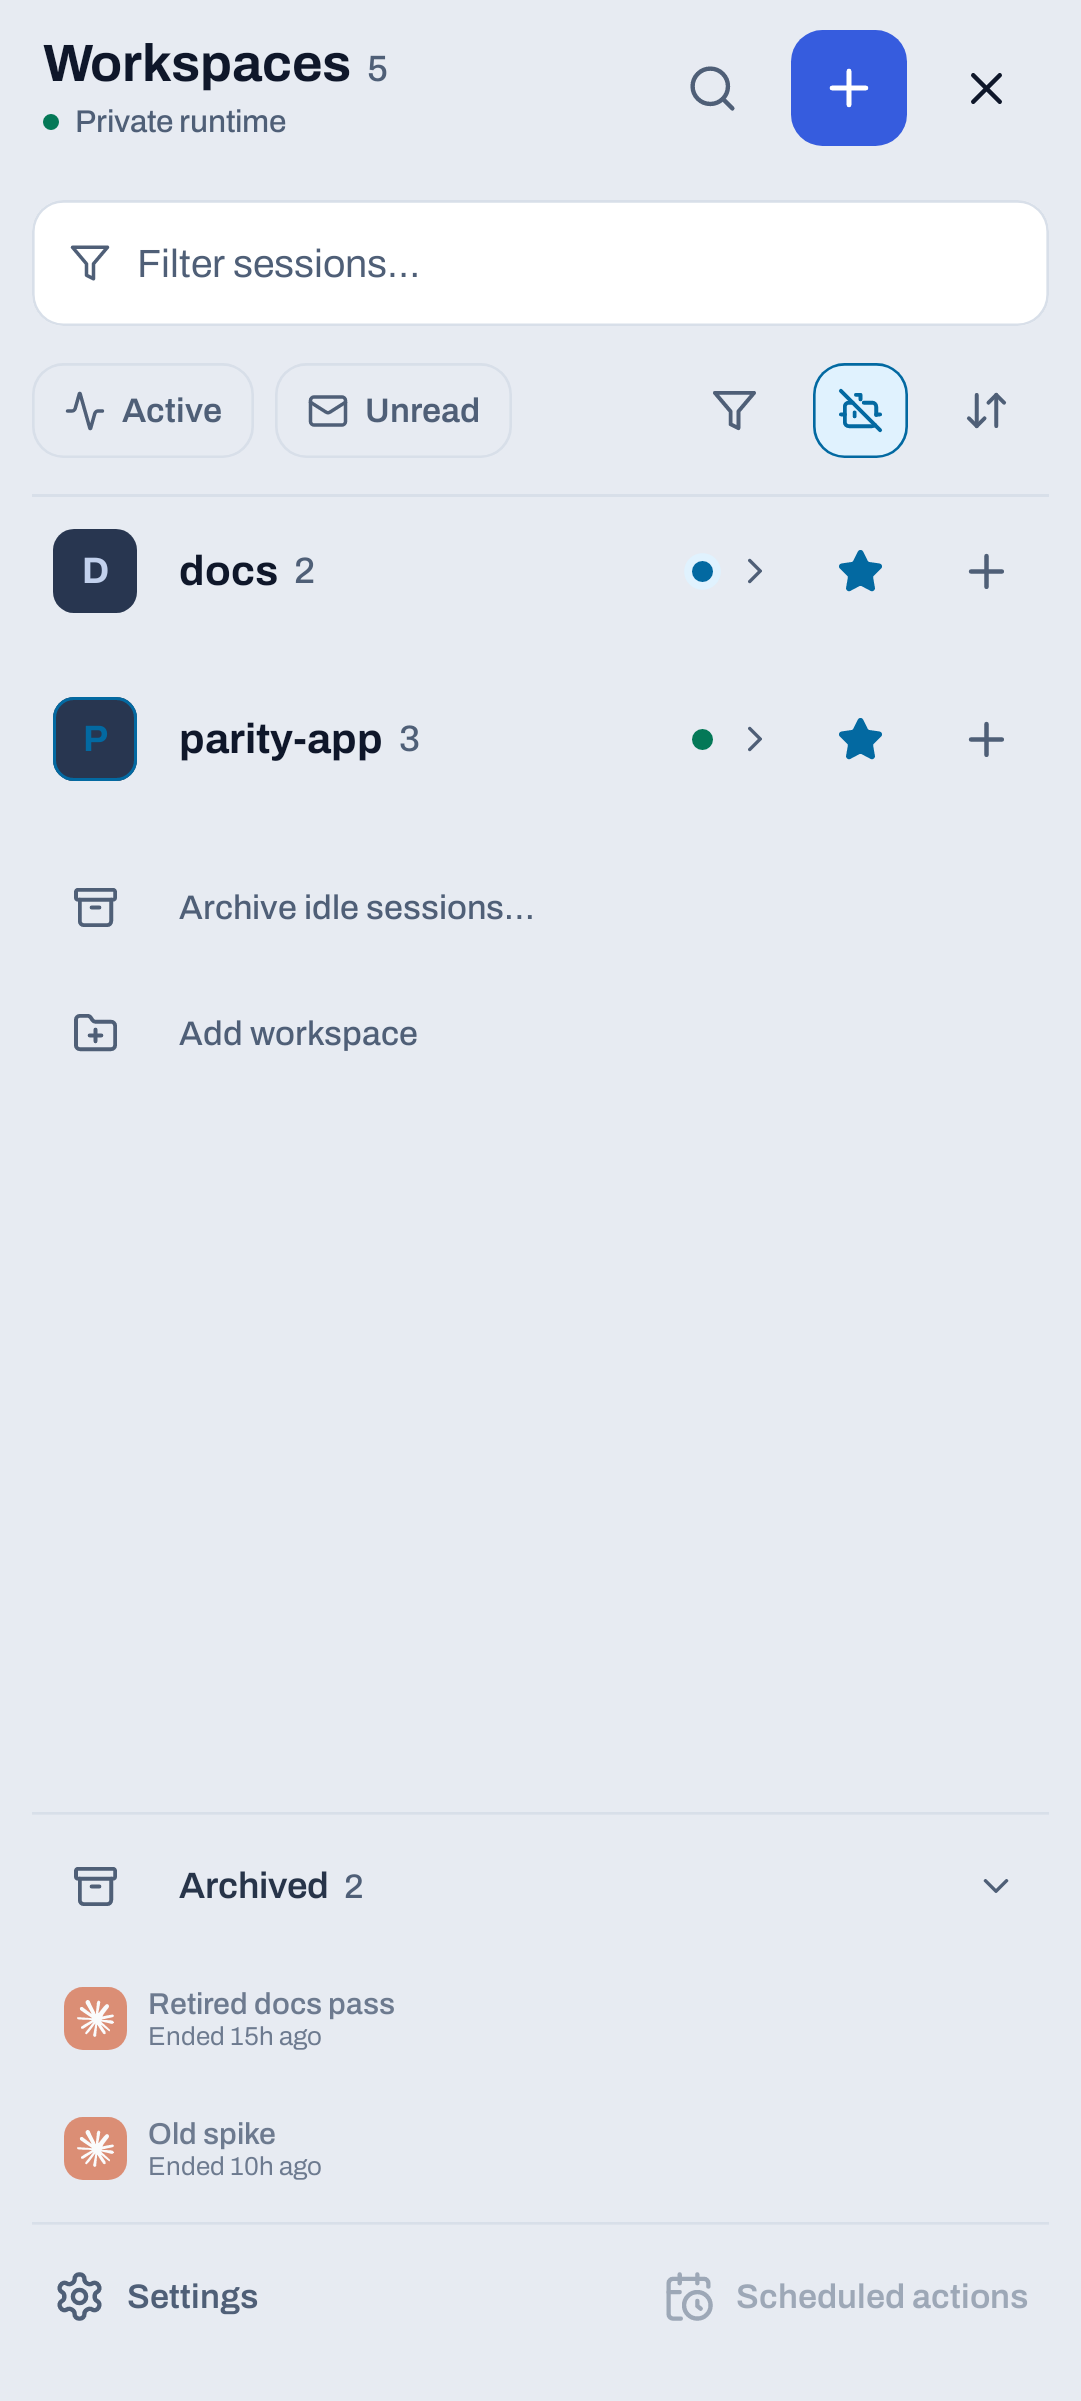 Workspaces 5
Private runtime
Filter sessions...
Active
Unread
D
docs 2
P
parity-app 3
Archive idle sessions...
Add workspace
Archived 2
Retired docs pass
Ended 15h ago
Old spike
Ended 10h ago
Settings
Scheduled actions